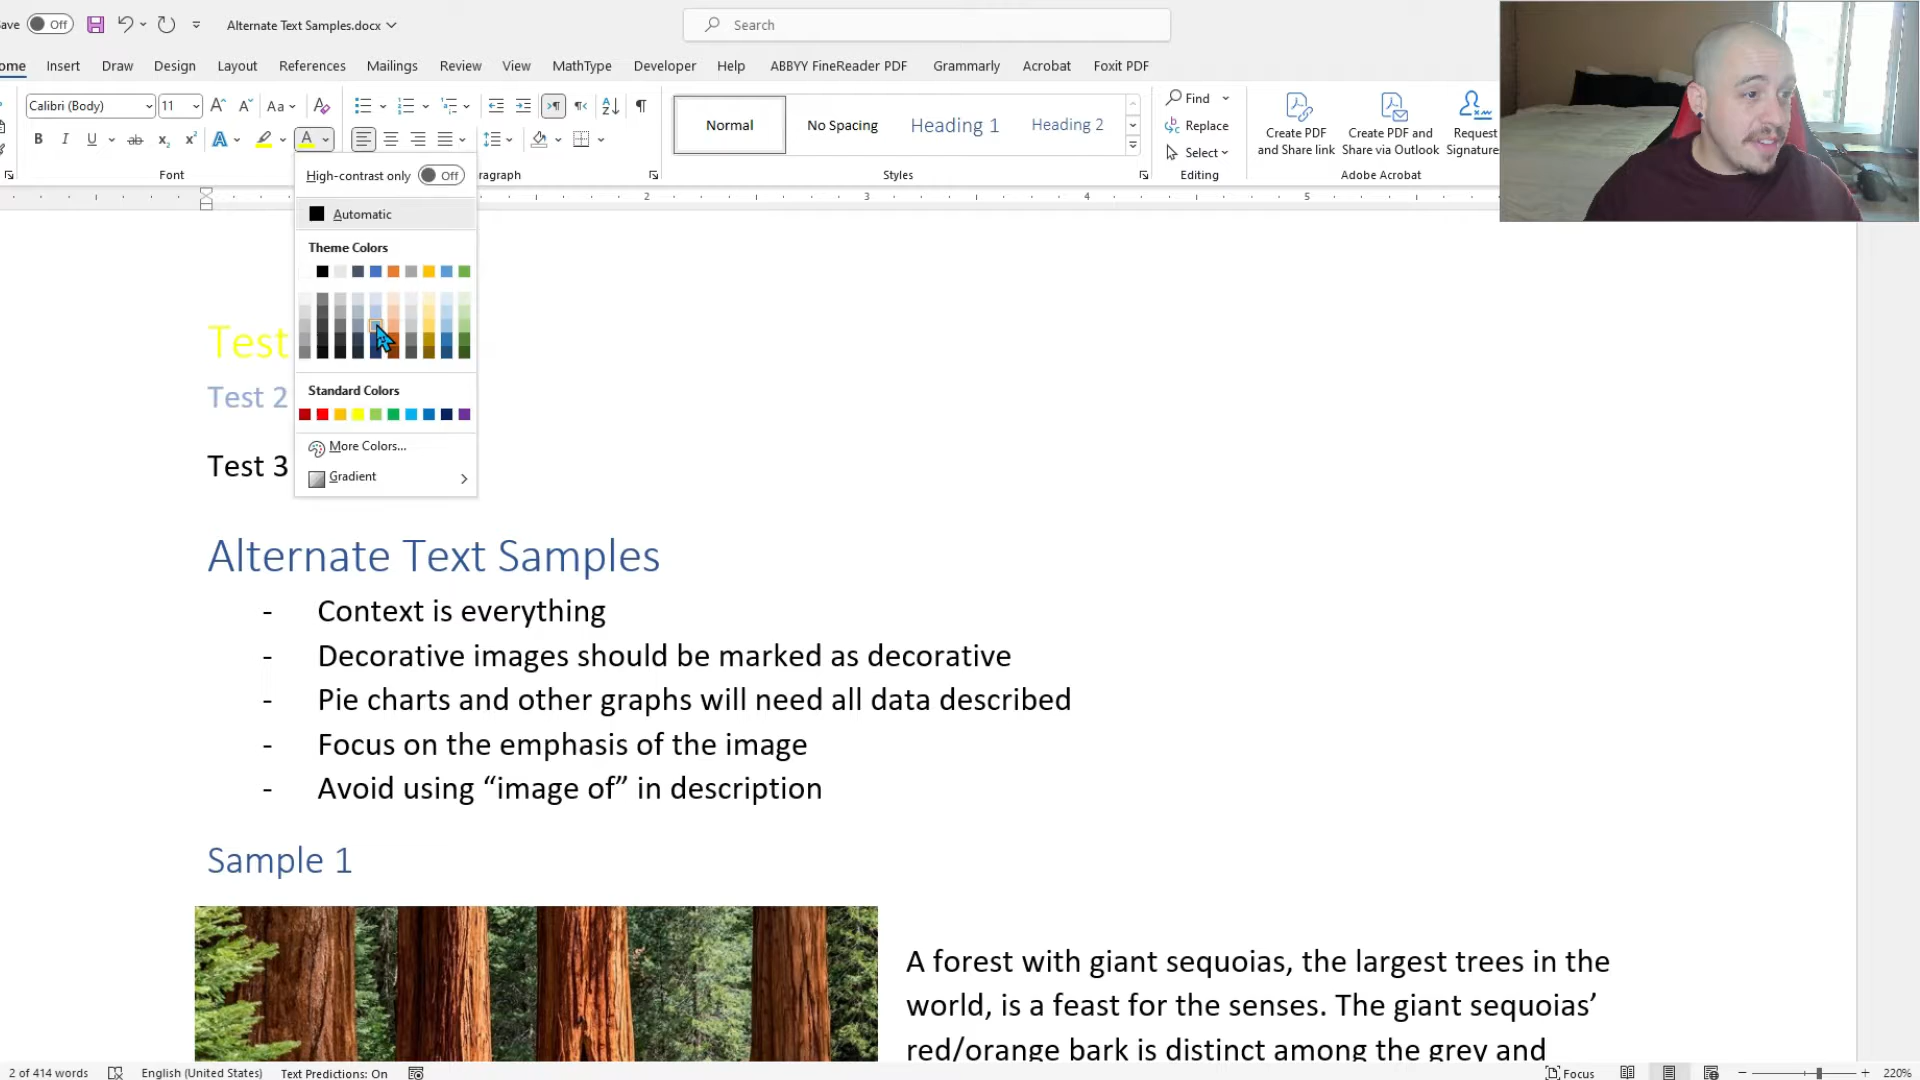 ave Off Alternate Text Samples.docx Search
ome Insert Draw Design Layout References Mailings Review View MathType Developer Help ABBYY FineReader PDF Grammarly Acrobat Foxit PDF
Calibri (Body) 11 Aa
Normal No Spacing Heading 1 Heading 2
Find
Replace
Select
Create PDF and Share link
Create PDF and Share via Outlook
Request Signature
Font ragraph Styles Editing Adobe Acrobat
High-contrast only Off
Automatic
Theme Colors
Standard Colors
More Colors...
Gradient
2 3 4 5
Test
Test 2
Test 3
Alternate Text Samples
- Context is everything
- Decorative images should be marked as decorative
- Pie charts and other graphs will need all data described
- Focus on the emphasis of the image
- Avoid using “image of” in description
Sample 1
A forest with giant sequoias, the largest trees in the
world, is a feast for the senses. The giant sequoias’
red/orange bark is distinct among the grey and
2 of 414 words English (United States) Text Predictions: On Focus 220%